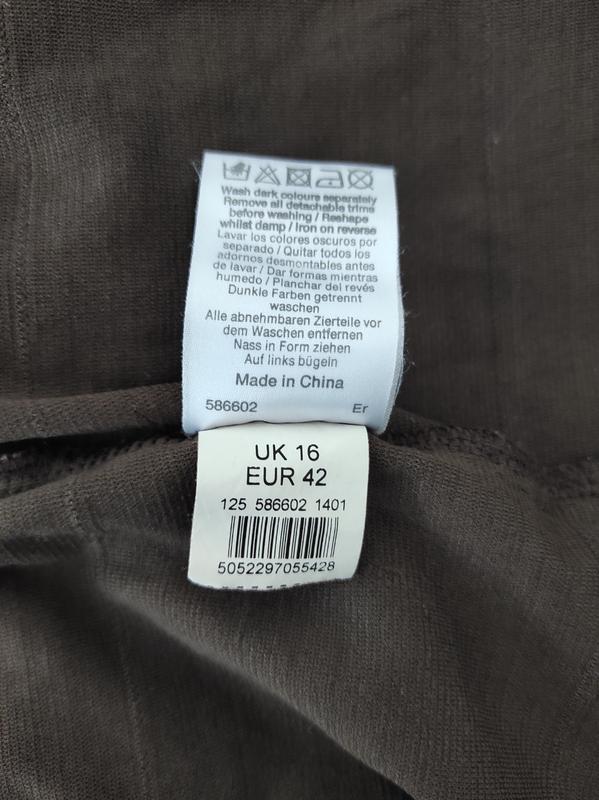 Wash dark colours separately
Remove all detachable trims
before washing / Reshape
whilst damp / Iron on reverse
Lavar los colores oscuros por
separado / Quitar todos los
adornos desmontables antes
de lavar / Dar formas mientras
humedo / Planchar del revés
Dunkle Farben getrennt
waschen
Alle abnehmbaren Zierteile vor
dem Waschen entfernen
Nass in Form ziehen
Auf links bügeln
Made in China
586602 Er
UK 16
EUR 42
125 586602 1401
5052297055428